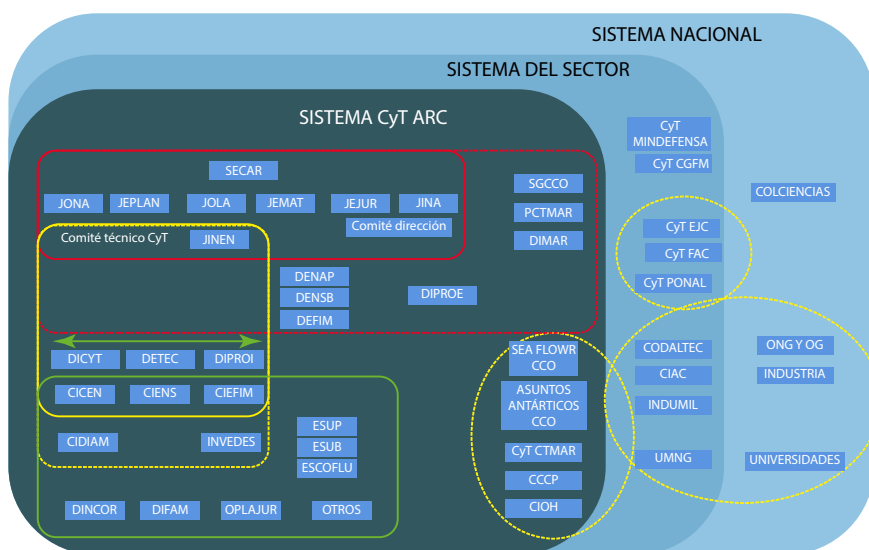 SISTEMA NACIONAL
SISTEMA DEL SECTOR
SISTEMA CyT ARC
SECAR
JONA
JEPLAN
JOLA
JEMAT
JEJUR
JINA
Comité dirección
Comité técnico CyT
JINEN
SGCCO
PCTMAR
DIMAR
DENAP
DENSB
DEFIM
DIPROE
DICYT
DETEC
DIPROI
CICEN
CIENS
CIEFIM
CIDIAM
INVEDES
ESUP
ESUB
ESCOFLU
DINCOR
DIFAM
OPLAJUR
OTROS
SEA FLOWR
CCO
ASUNTOS
ANTÁRTICOS
CCO
CyT CTMAR
CCCP
CIOH
CyT
MINDEFENSA
CyT CGFM
CyT EJC
CyT FAC
CyT PONAL
CODALTEC
CIAC
INDUMIL
UMNG
COLCIENCIAS
ONG Y OG
INDUSTRIA
UNIVERSIDADES